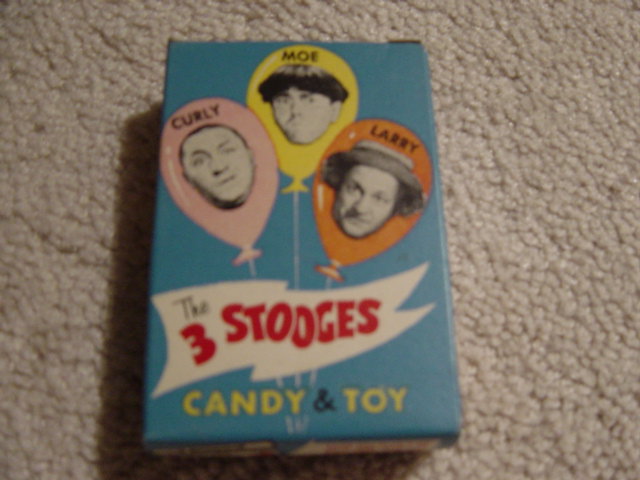 MOE
CURLY
LARRY
The
3 STOOGES
CANDY & TOY